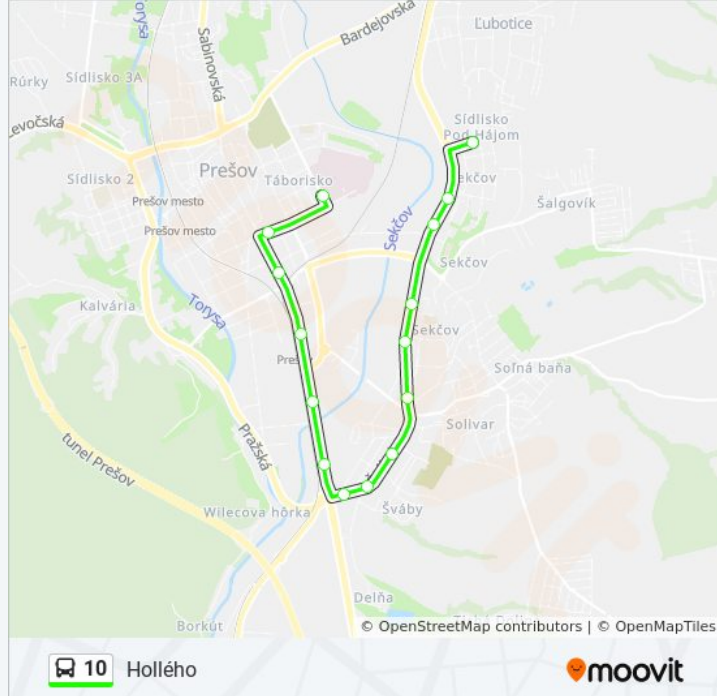 Torysa
Sabinovská
Bardejovská
Ľubotice
Rúrky
Sídlisko 3A
Levočská
Sídlisko
Pod Hájom
Prešov
Táborisko
Sídlisko 2
Sekčov
Prešov mesto
Šalgovík
Prešov mesto
Sekčov
Sekčov
Kalvária
Torysa
Sekčov
Soľná baňa
Pražská
Solivar
tunel Prešov
Wilecova hôrka
Šváby
Delňa
Borkút
© OpenStreetMap contributors | © OpenMapTiles
10 Hollého
moovit